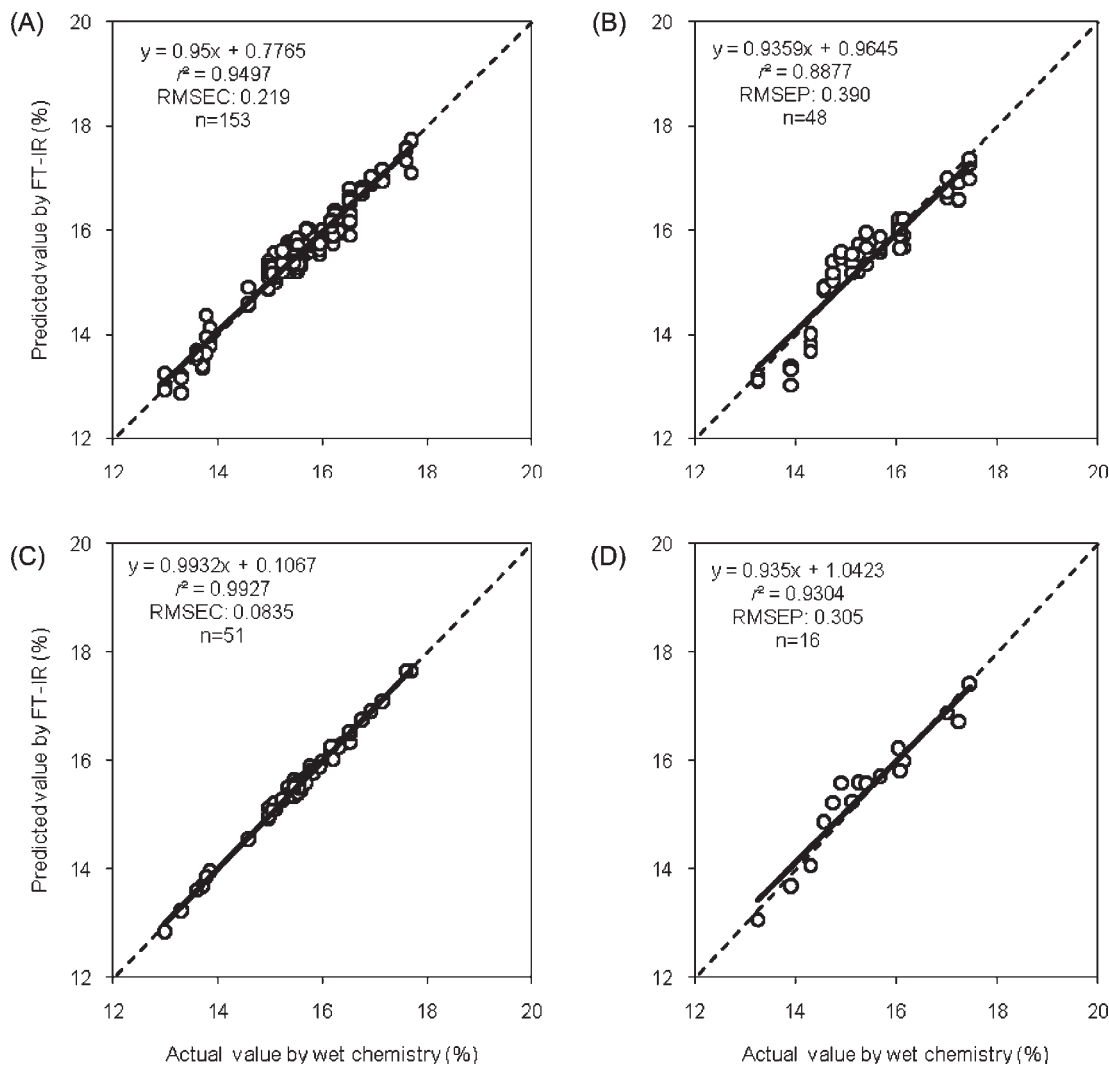 (A)
20
18
16
14
12
12 14 16 18 20
Predicted value by FT-IR (%)
y = 0.95x + 0.7765
r² = 0.9497
RMSEC: 0.219
n=153
(B)
20
18
16
14
12
12 14 16 18 20
y = 0.9359x + 0.9645
r² = 0.8877
RMSEP: 0.390
n=48
(C)
20
18
16
14
12
12 14 16 18 20
Predicted value by FT-IR (%)
Actual value by wet chemistry (%)
y = 0.9932x + 0.1067
r² = 0.9927
RMSEC: 0.0835
n=51
(D)
20
18
16
14
12
12 14 16 18 20
Actual value by wet chemistry (%)
y = 0.935x + 1.0423
r² = 0.9304
RMSEP: 0.305
n=16